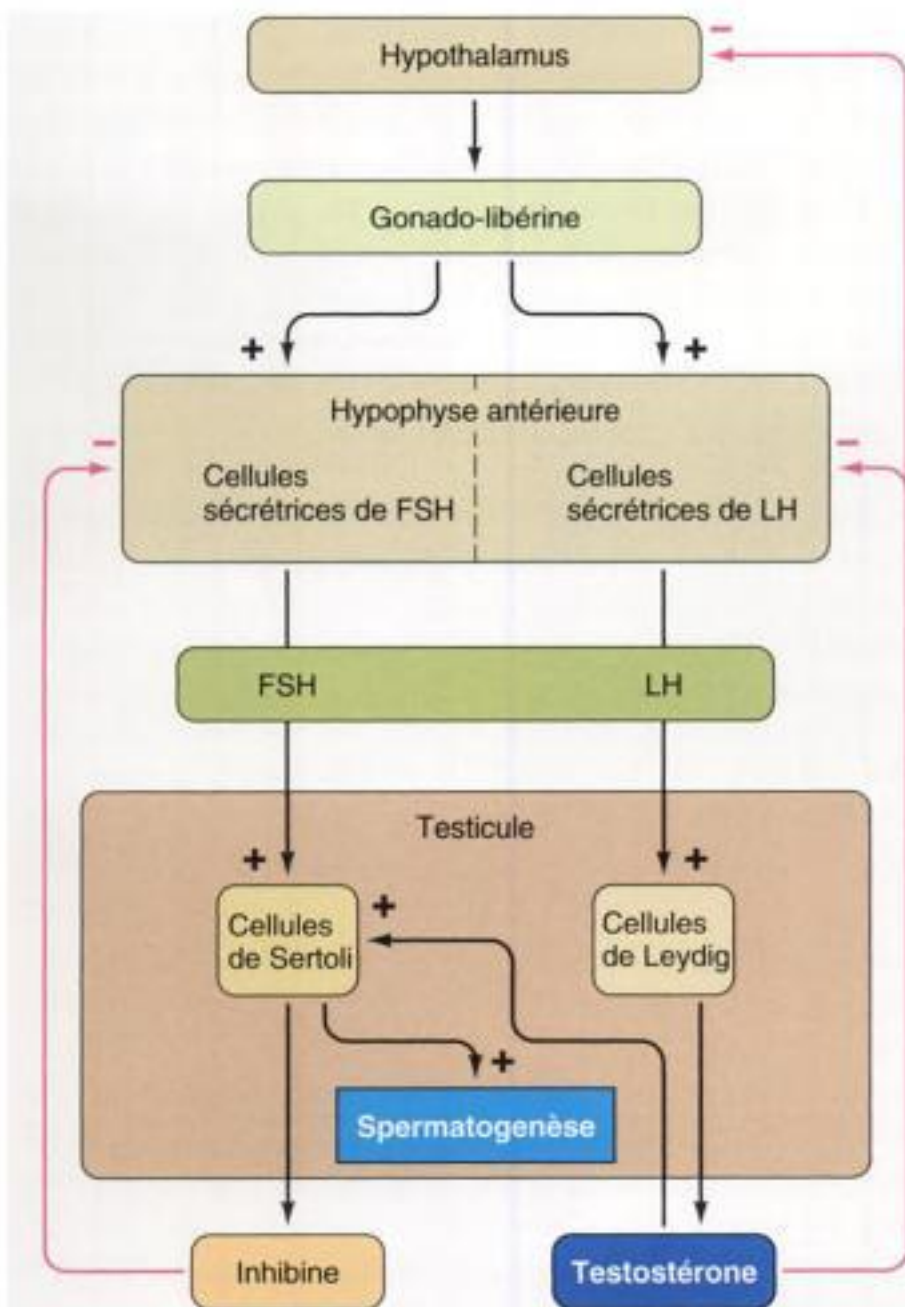 Hypothalamus
−
Gonado-libérine
+
+
Hypophyse antérieure
−
−
Cellules
sécrétrices de FSH
Cellules
sécrétrices de LH
FSH
LH
Testicule
+
+
Cellules
de Sertoli
+
Cellules
de Leydig
+
Spermatogenèse
Inhibine
Testostérone